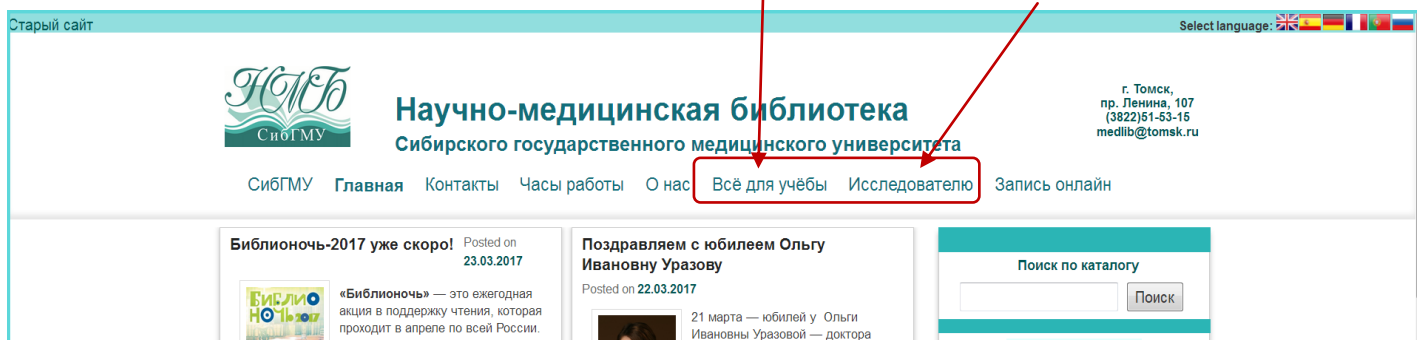 Старый сайт
Select language:
НМБ
СибГМУ
Научно-медицинская библиотека
Сибирского государственного медицинского университета
г. Томск,
пр. Ленина, 107
(3822)51-53-15
medlib@tomsk.ru
СибГМУ Главная Контакты Часы работы О нас Всё для учёбы Исследователю Запись онлайн
Библионочь-2017 уже скоро! Posted on
23.03.2017
БИБЛИО
НОЧЬ 2017
«Библионочь» — это ежегодная
акция в поддержку чтения, которая
проходит в апреле по всей России.
Поздравляем с юбилеем Ольгу
Ивановну Уразову
Posted on 22.03.2017
21 марта — юбилей у Ольги
Ивановны Уразовой — доктора
Поиск по каталогу
Поиск